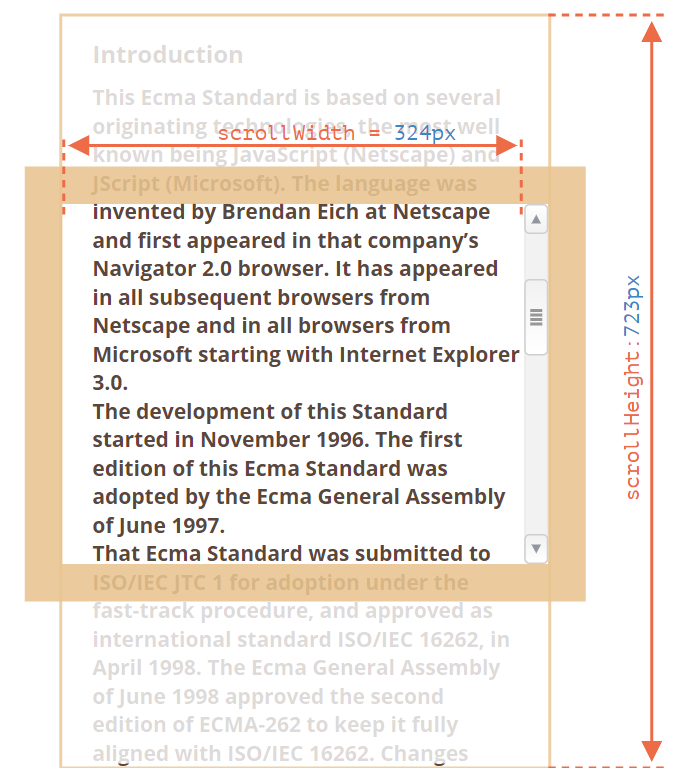 Introduction
This Ecma Standard is based on several
originating technologies, the most well
scrollWidth = 324px
known being JavaScript (Netscape) and
JScript (Microsoft). The language was
invented by Brendan Eich at Netscape
and first appeared in that company’s
Navigator 2.0 browser. It has appeared
in all subsequent browsers from
Netscape and in all browsers from
Microsoft starting with Internet Explorer
3.0.
The development of this Standard
started in November 1996. The first
edition of this Ecma Standard was
adopted by the Ecma General Assembly
of June 1997.
That Ecma Standard was submitted to
ISO/IEC JTC 1 for adoption under the
fast-track procedure, and approved as
international standard ISO/IEC 16262, in
April 1998. The Ecma General Assembly
of June 1998 approved the second
edition of ECMA-262 to keep it fully
aligned with ISO/IEC 16262. Changes
scrollHeight:723px